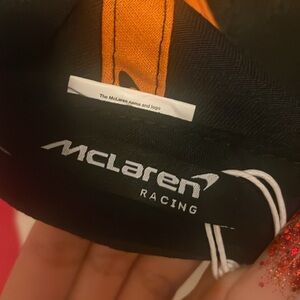 The McLaren name and logo
McLaren
RACING